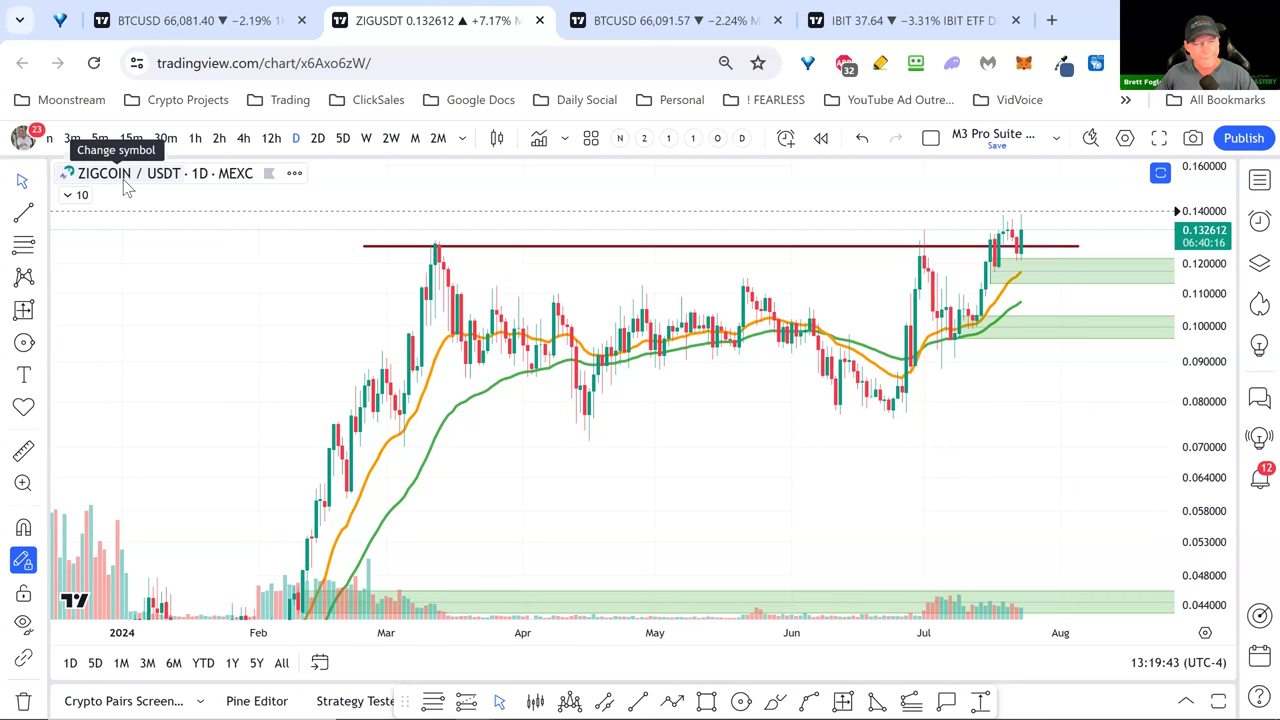 BTCUSD 66,081.40 ▼ −2.19% 1
ZIGUSDT 0.132612 ▲ +7.17%
BTCUSD 66,091.57 ▼ −2.24% M
IBIT 37.64 ▼ −3.31% IBIT ETF D
tradingview.com/chart/x6Axo6zW/
32
Brett Fogl
Moonstream
Crypto Projects
Trading
ClickSales
Google Docs
Daily Social
Personal
! FEARLESS
YouTube Ad Outre...
VidVoice
All Bookmarks
23
n 3m 5m 15m 30m 1h 2h 4h 12h D 2D 5D W 2W M 2M
N 2 1 1 O D
M3 Pro Suite ...
Save
Publish
Change symbol
ZIGCOIN / USDT · 1D · MEXC
10
0.160000
0.140000
0.132612
06:40:16
0.120000
0.110000
0.100000
0.090000
0.080000
0.070000
0.064000
0.058000
0.053000
0.048000
0.044000
12
2024 Feb Mar Apr May Jun Jul Aug
1D 5D 1M 3M 6M YTD 1Y 5Y All
13:19:43 (UTC-4)
Crypto Pairs Screen...
Pine Editor
Strategy Teste